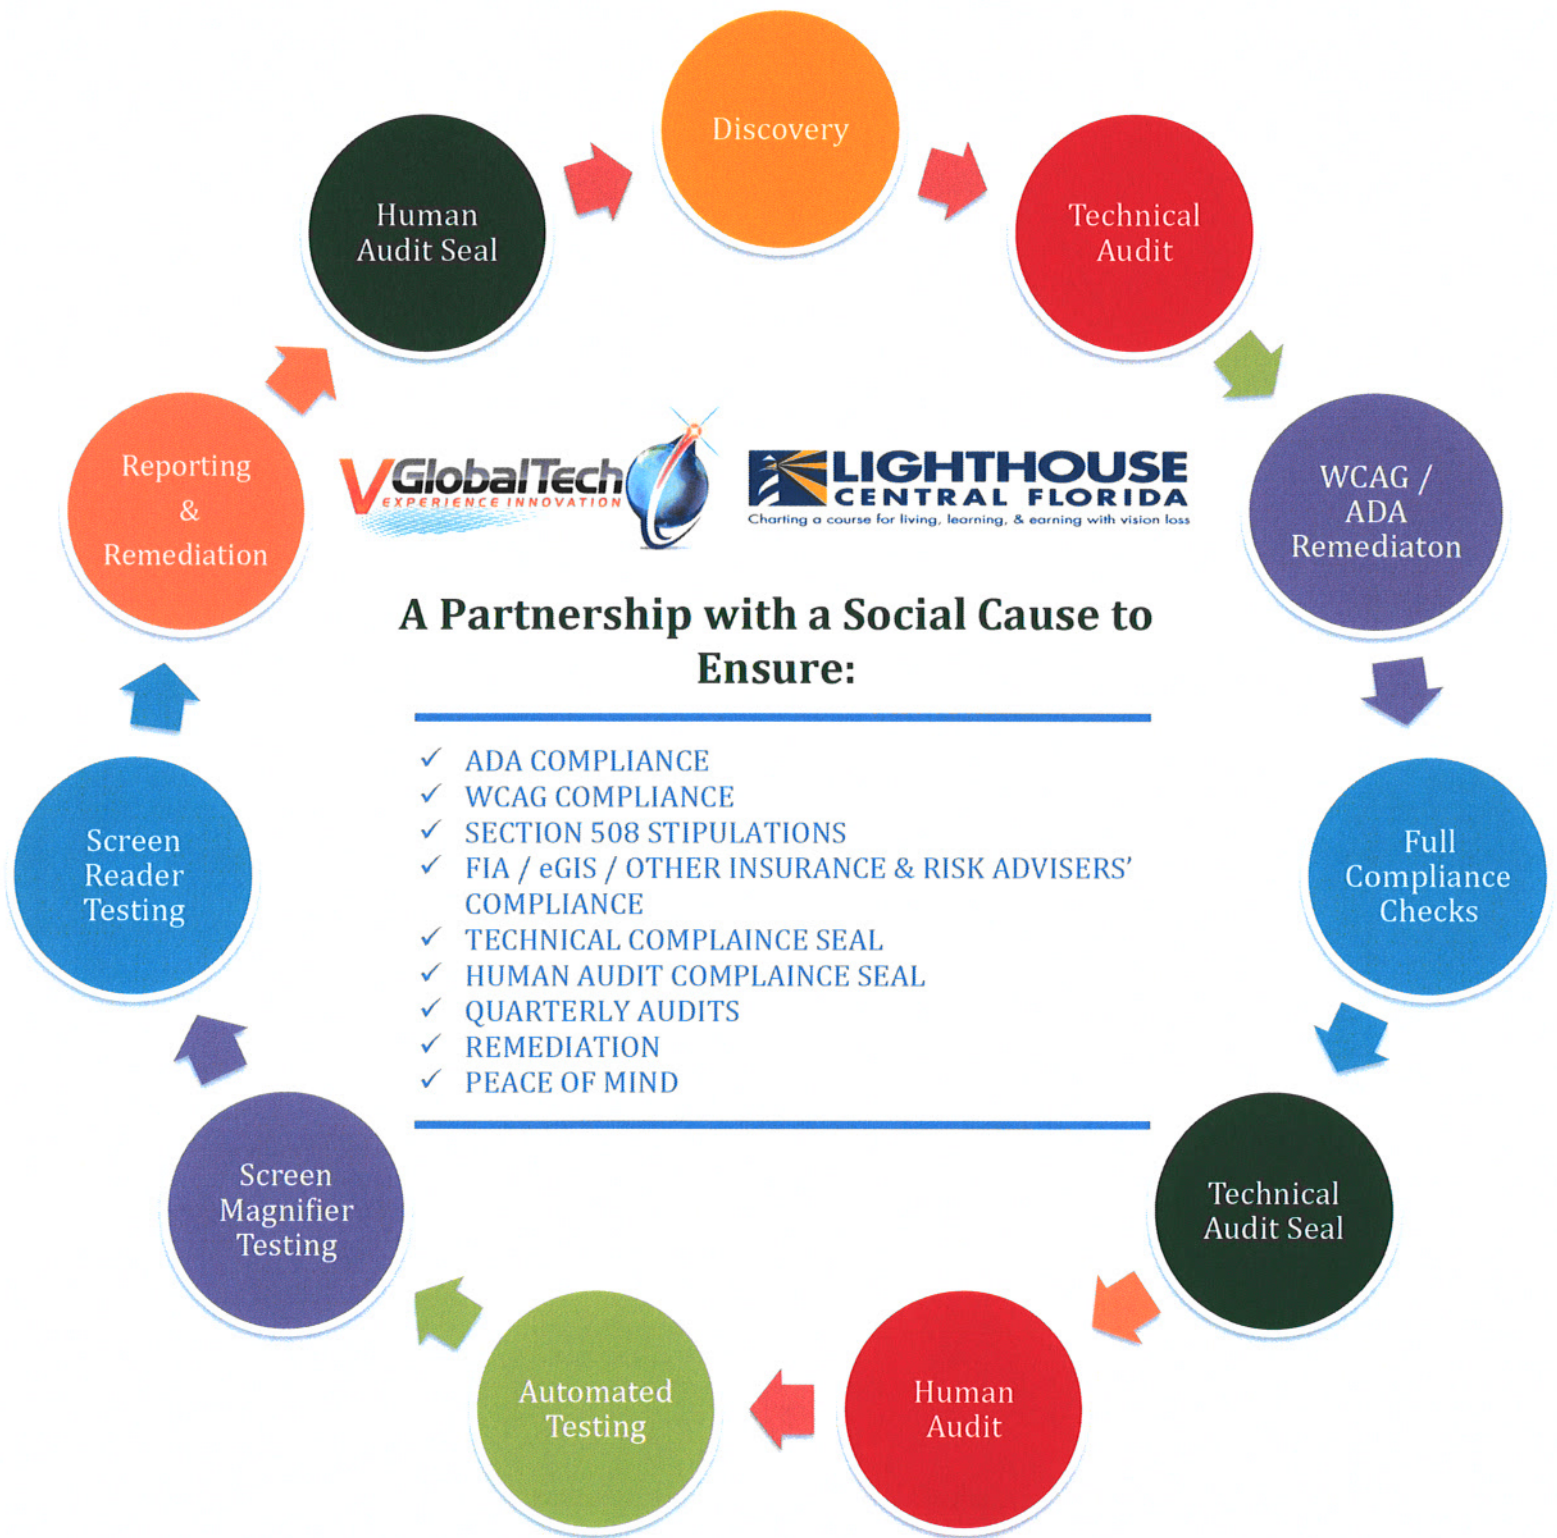 Discovery
Technical
Audit
WCAG /
ADA
Remediaton
Full
Compliance
Checks
Technical
Audit Seal
Human
Audit
Automated
Testing
Screen
Magnifier
Testing
Screen
Reader
Testing
Reporting
&
Remediation
Human
Audit Seal
VGlobalTech
EXPERIENCE INNOVATION
LIGHTHOUSE
CENTRAL FLORIDA
Charting a course for living, learning, & earning with vision loss
A Partnership with a Social Cause to
Ensure:
✓ ADA COMPLIANCE
✓ WCAG COMPLIANCE
✓ SECTION 508 STIPULATIONS
✓ FIA / eGIS / OTHER INSURANCE & RISK ADVISERS’
COMPLIANCE
✓ TECHNICAL COMPLAINCE SEAL
✓ HUMAN AUDIT COMPLAINCE SEAL
✓ QUARTERLY AUDITS
✓ REMEDIATION
✓ PEACE OF MIND